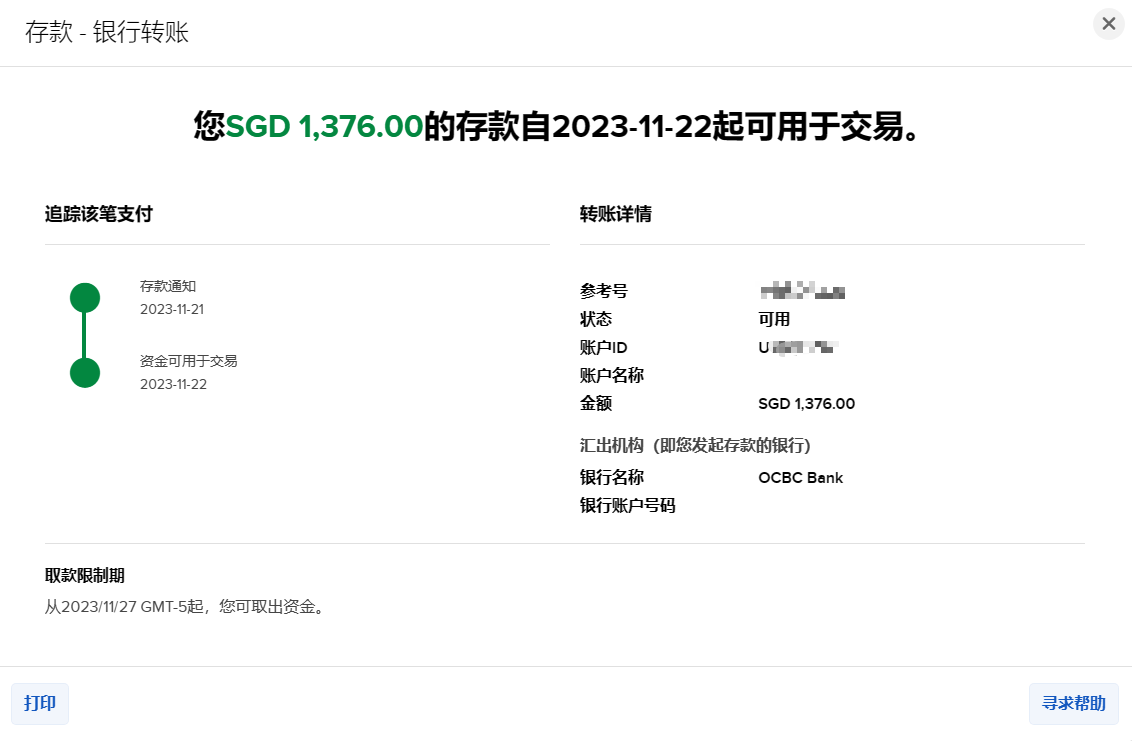 存款 - 银行转账
您SGD 1,376.00的存款自2023-11-22起可用于交易。
追踪该笔支付
存款通知
2023-11-21
资金可用于交易
2023-11-22
转账详情
参考号
状态 可用
账户ID U
账户名称
金额 SGD 1,376.00
汇出机构（即您发起存款的银行）
银行名称 OCBC Bank
银行账户号码
取款限制期
从2023/11/27 GMT-5起，您可取出资金。
打印
寻求帮助